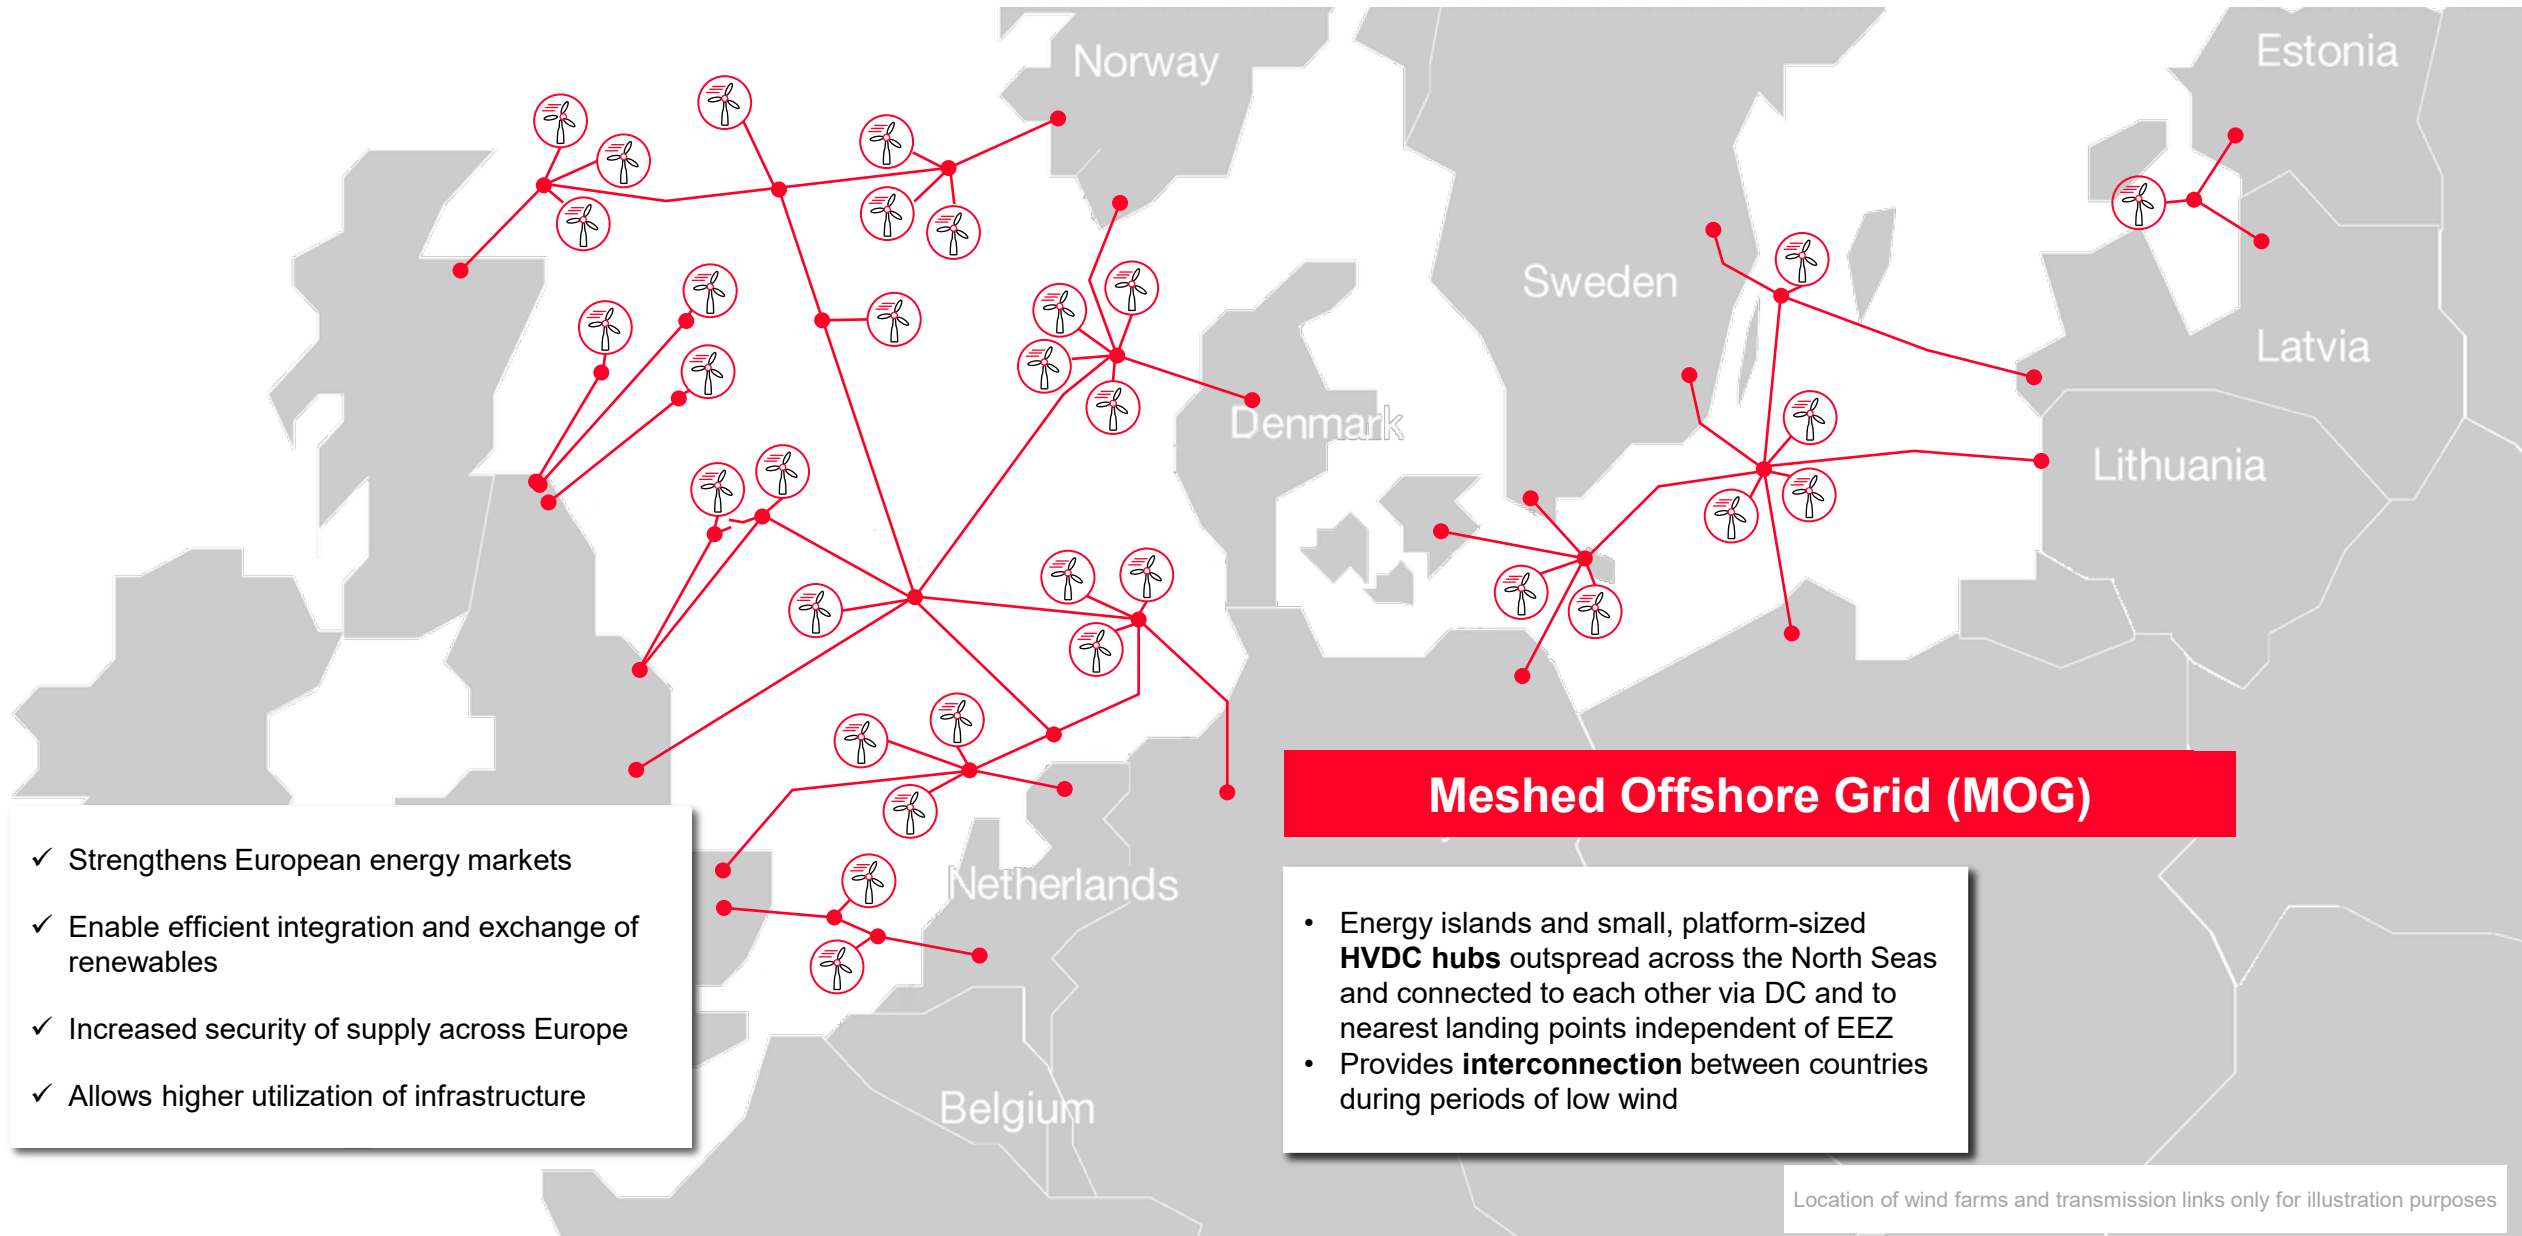 Norway
Estonia
Sweden
Latvia
Denmark
Lithuania
Meshed Offshore Grid (MOG)
Netherlands
Belgium
✓ Strengthens European energy markets
✓ Enable efficient integration and exchange of
renewables
✓ Increased security of supply across Europe
✓ Allows higher utilization of infrastructure
• Energy islands and small, platform-sized
HVDC hubs outspread across the North Seas
and connected to each other via DC and to
nearest landing points independent of EEZ
• Provides interconnection between countries
during periods of low wind
Location of wind farms and transmission links only for illustration purposes